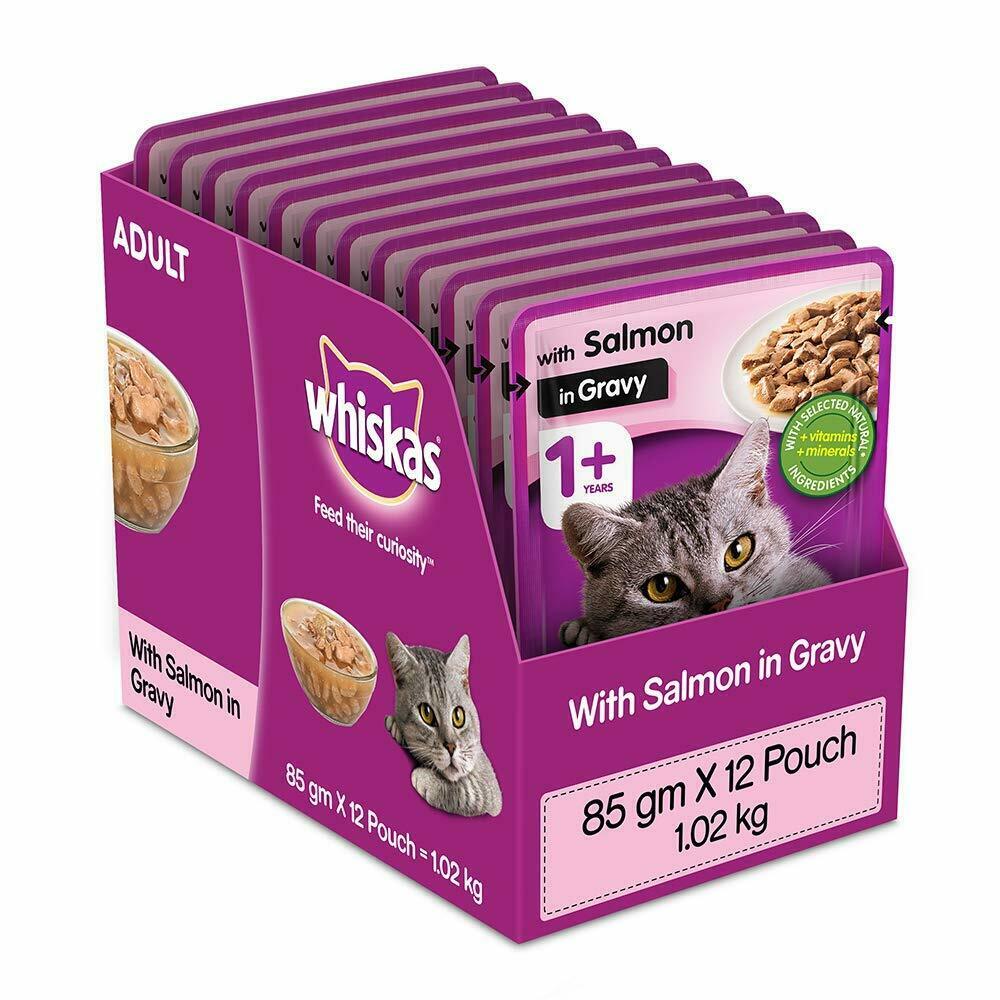 ADULT
whiskas®
Feed their curiosity™
With Salmon in
Gravy
85 gm X 12 Pouch = 1.02 kg
with Salmon
in Gravy
1+
YEARS
WITH SELECTED NATURAL*
+ vitamins
+ minerals
INGREDIENTS
With Salmon in Gravy
85 gm X 12 Pouch
1.02 kg